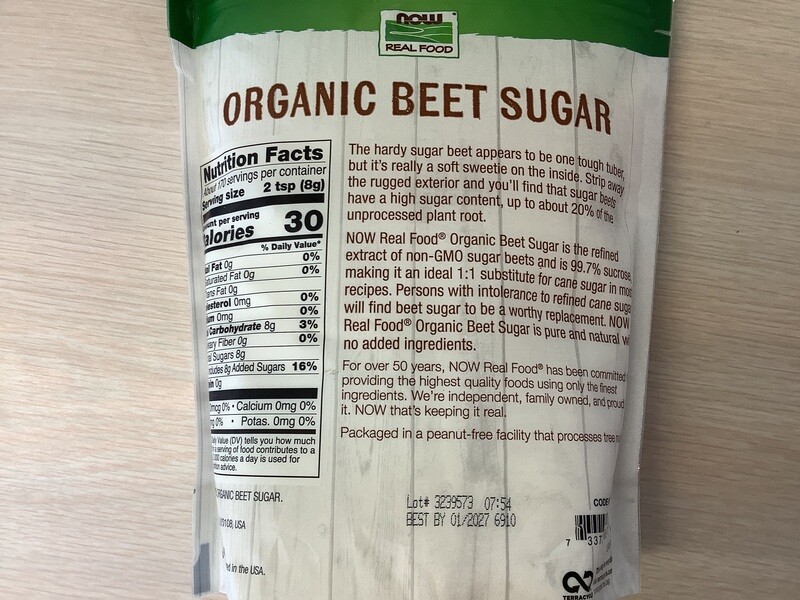 NOW
REAL FOOD
ORGANIC BEET SUGAR
Nutrition Facts
About 170 servings per container
Serving size 2 tsp (8g)
per serving
30
% Daily Value*
Fat 0g 0%
Fat 0g 0%
Fat 0g
0mg 0%
0mg 0%
Carbohydrate 8g 3%
Fiber 0g 0%
Sugars 8g
8g Added Sugars 16%
0g
0% • Calcium 0mg 0%
0% • Potas. 0mg 0%
Value (DV) tells you how much
serving of food contributes to a
calories a day is used for
advice.
ORGANIC BEET SUGAR.
USA
in the USA.
The hardy sugar beet appears to be one tough tuber,
but it's really a soft sweetie on the inside. Strip away
the rugged exterior and you'll find that sugar beets
have a high sugar content, up to about 20% of the
unprocessed plant root.
NOW Real Food® Organic Beet Sugar is the refined
extract of non-GMO sugar beets and is 99.7% sucrose,
making it an ideal 1:1 substitute for cane sugar in most
recipes. Persons with intolerance to refined cane sugar
will find beet sugar to be a worthy replacement. NOW
Real Food® Organic Beet Sugar is pure and natural
no added ingredients.
For over 50 years, NOW Real Food® has been committed
providing the highest quality foods using only the finest
ingredients. We're independent, family owned, and proud
it. NOW that's keeping it real.
Packaged in a peanut-free facility that processes tree
Lot# 3239573 07:54
BEST BY 01/2027 6910
CODE
7 337